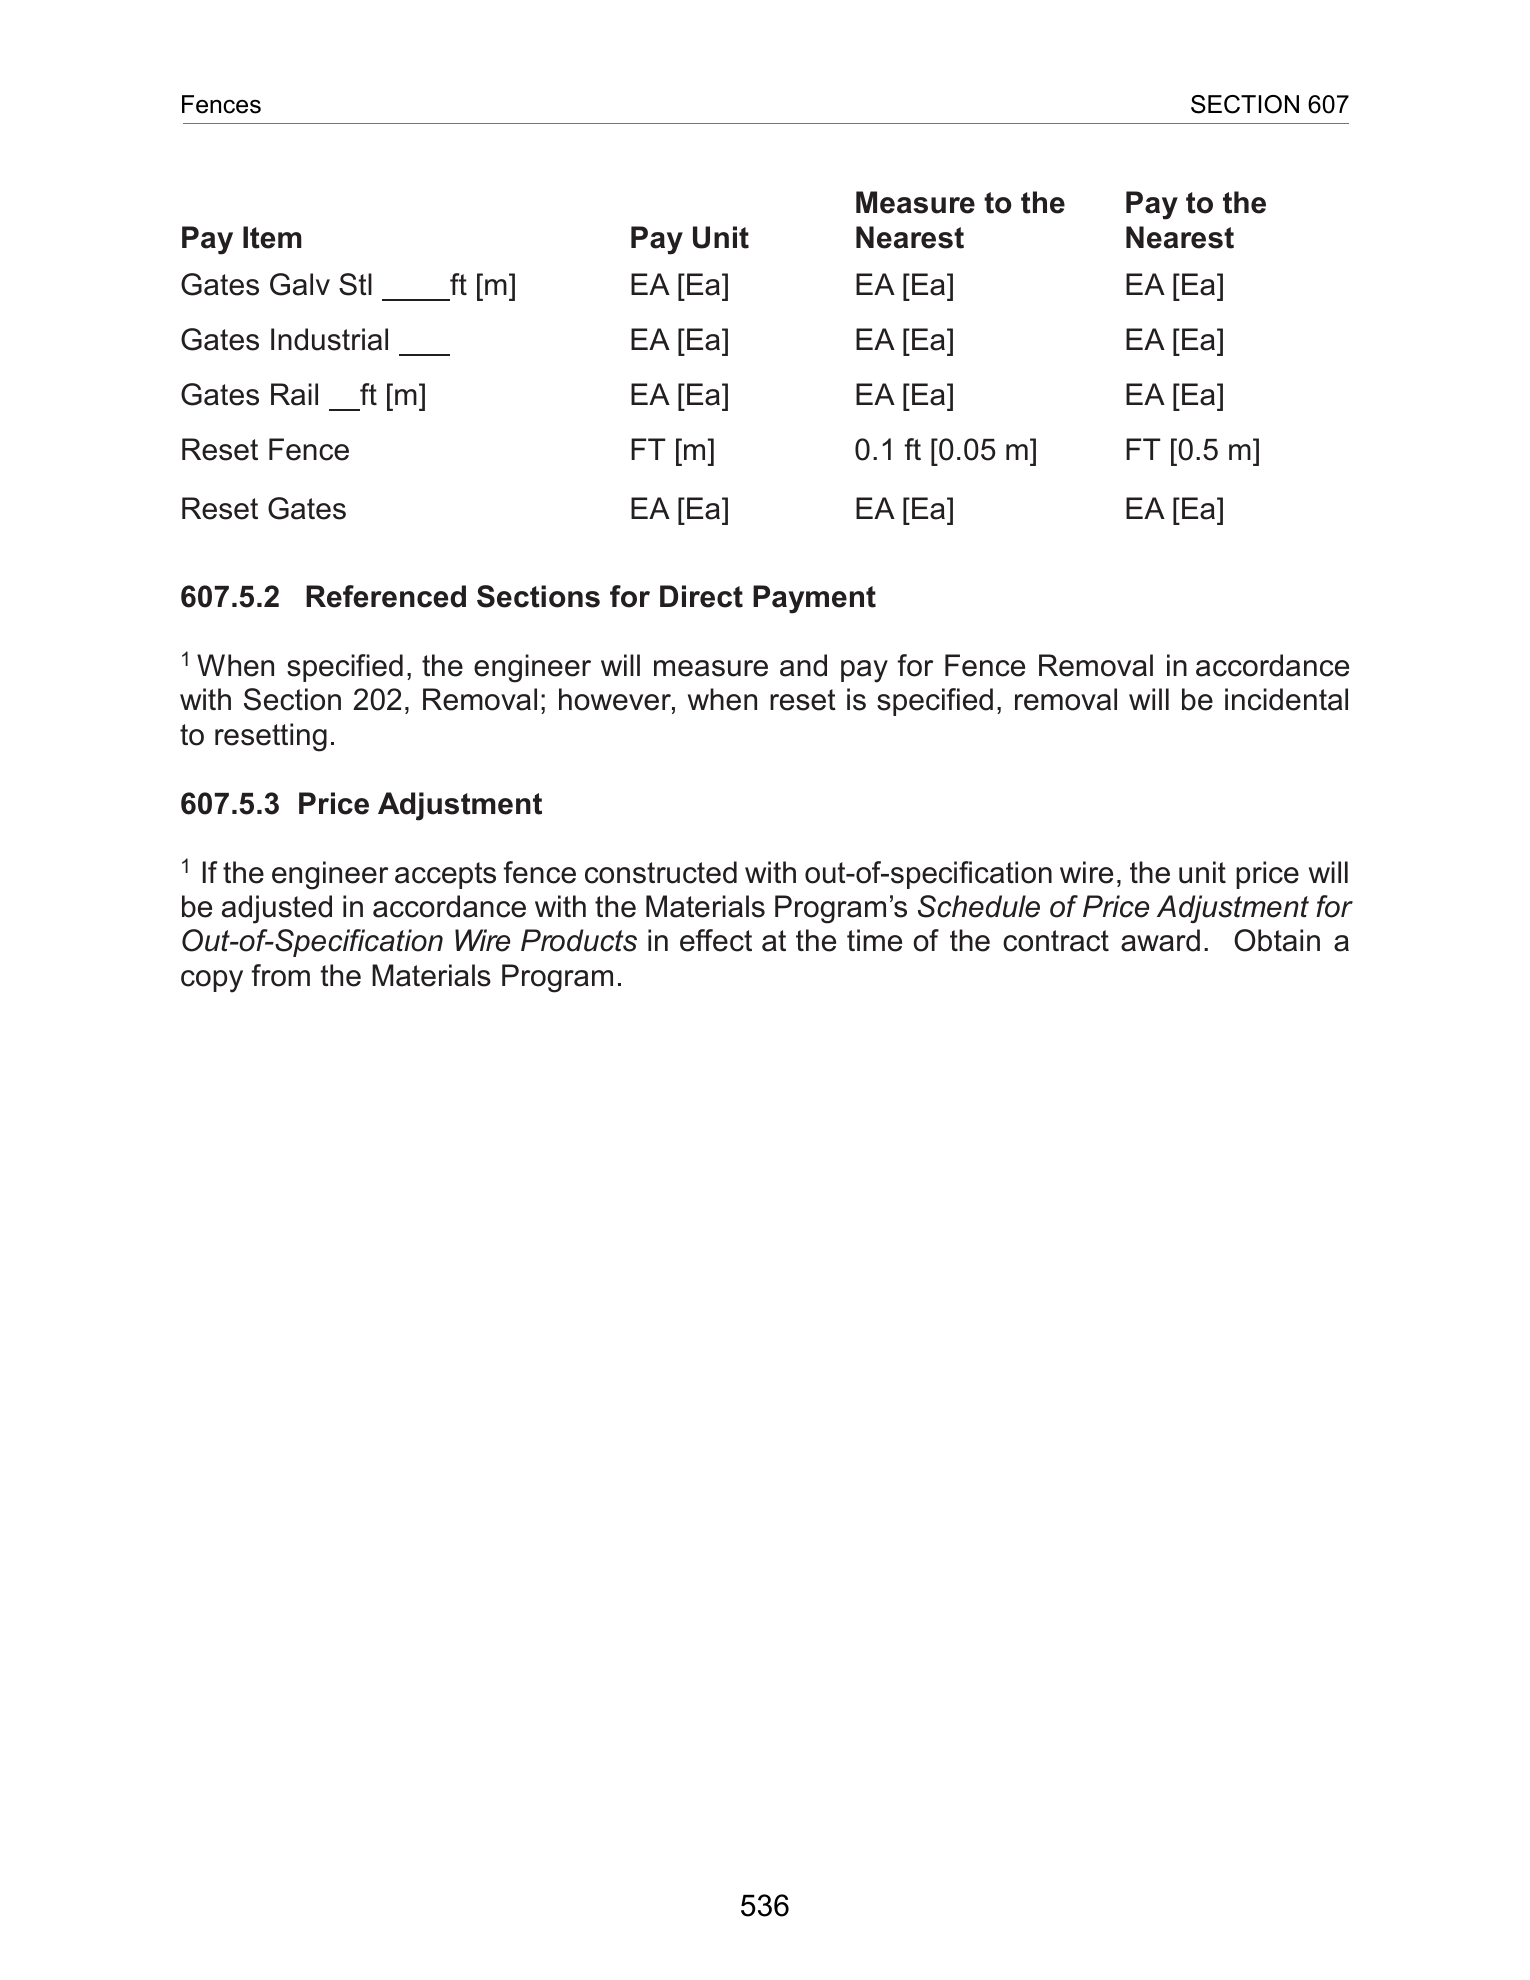 Fences SECTION 607
Measure to the Pay to the
Pay Item Pay Unit Nearest Nearest
Gates Galv Stl ____ft [m] EA [Ea] EA [Ea] EA [Ea]
Gates Industrial ___ EA [Ea] EA [Ea] EA [Ea]
Gates Rail __ft [m] EA [Ea] EA [Ea] EA [Ea]
Reset Fence FT [m] 0.1 ft [0.05 m] FT [0.5 m]
Reset Gates EA [Ea] EA [Ea] EA [Ea]
607.5.2 Referenced Sections for Direct Payment
1 When specified, the engineer will measure and pay for Fence Removal in accordance
with Section 202, Removal; however, when reset is specified, removal will be incidental
to resetting.
607.5.3 Price Adjustment
1 If the engineer accepts fence constructed with out-of-specification wire, the unit price will
be adjusted in accordance with the Materials Program’s Schedule of Price Adjustment for
Out-of-Specification Wire Products in effect at the time of the contract award. Obtain a
copy from the Materials Program.
536